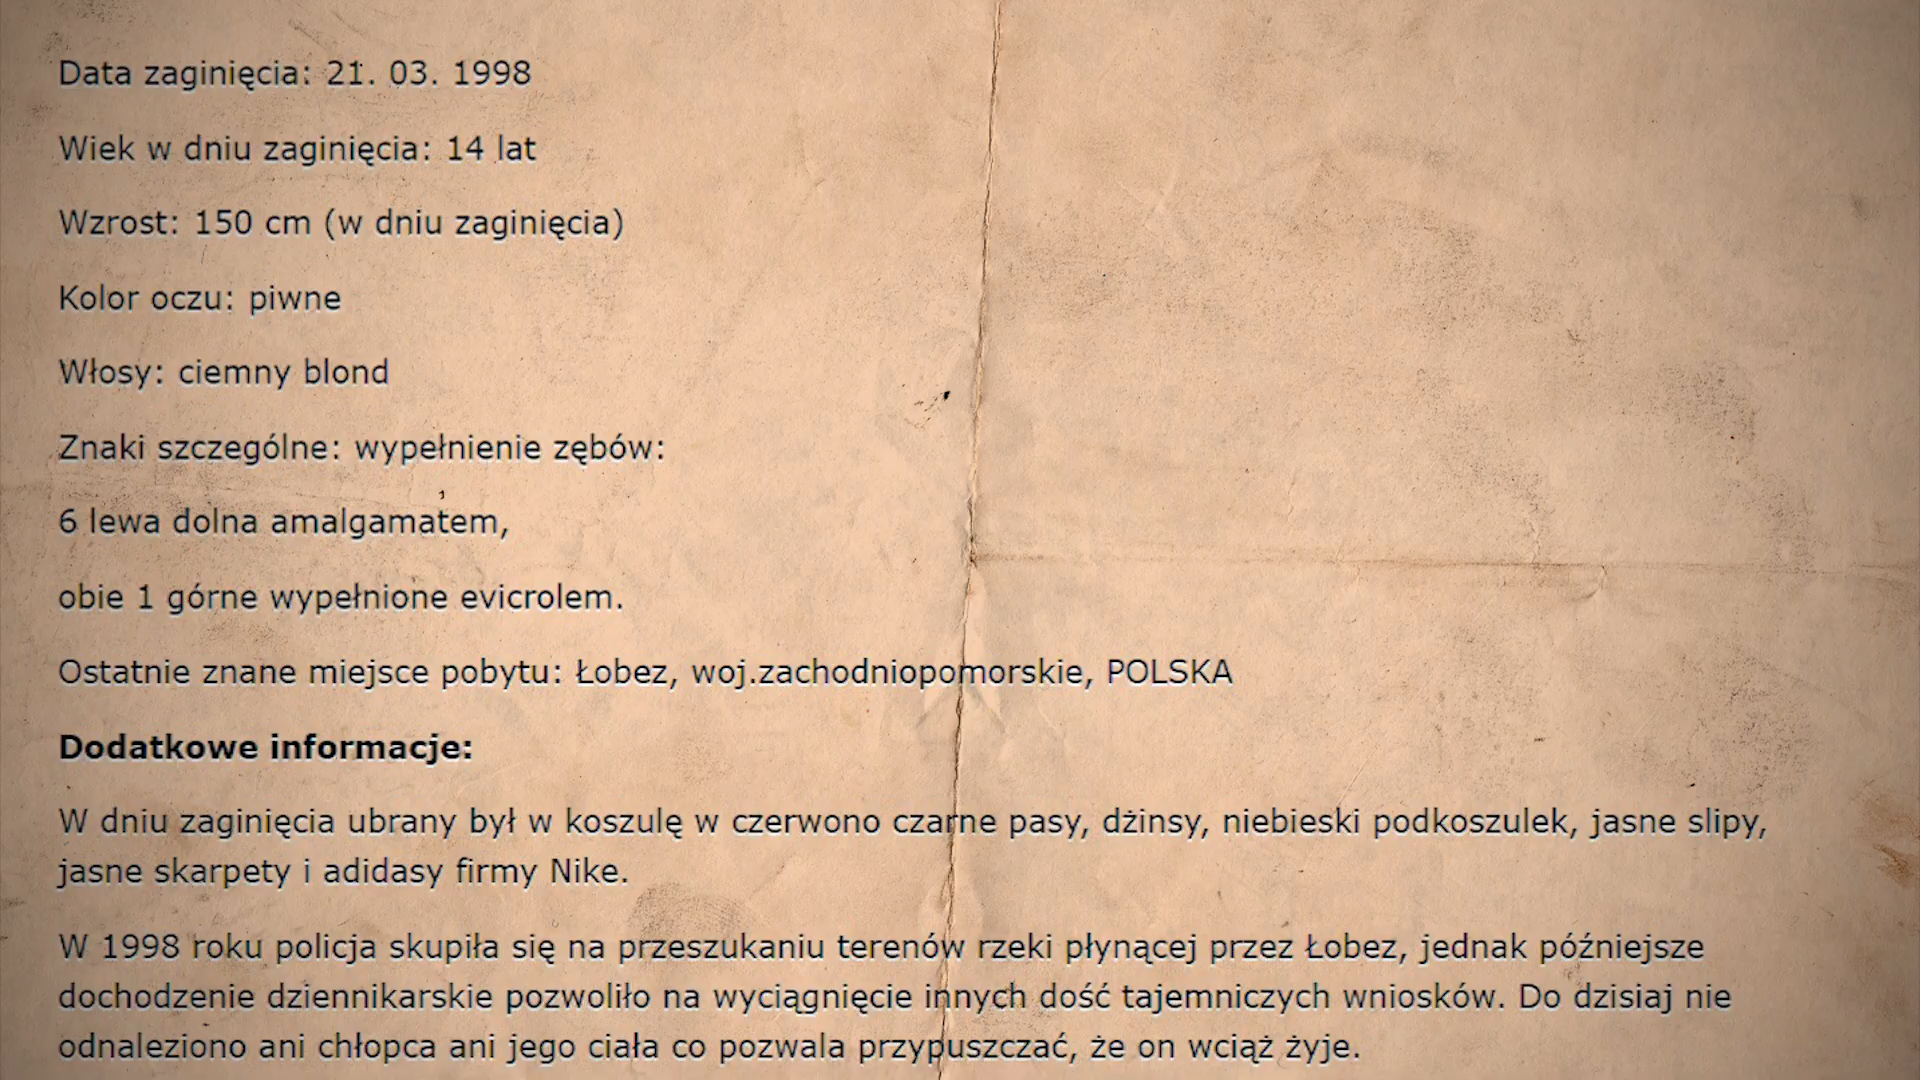 Data zaginięcia: 21. 03. 1998
Wiek w dniu zaginięcia: 14 lat
Wzrost: 150 cm (w dniu zaginięcia)
Kolor oczu: piwne
Włosy: ciemny blond
Znaki szczególne: wypełnienie zębów:
6 lewa dolna amalgamatem,
obie 1 górne wypełnione evicrolem.
Ostatnie znane miejsce pobytu: Łobez, woj.zachodniopomorskie, POLSKA
Dodatkowe informacje:
W dniu zaginięcia ubrany był w koszulę w czerwono czarne pasy, dżinsy, niebieski podkoszulek, jasne slipy,
jasne skarpety i adidasy firmy Nike.
W 1998 roku policja skupiła się na przeszukaniu terenów rzeki płynącej przez Łobez, jednak późniejsze
dochodzenie dziennikarskie pozwoliło na wyciągnięcie innych dość tajemniczych wniosków. Do dzisiaj nie
odnaleziono ani chłopca ani jego ciała co pozwala przypuszczać, że on wciąż żyje.